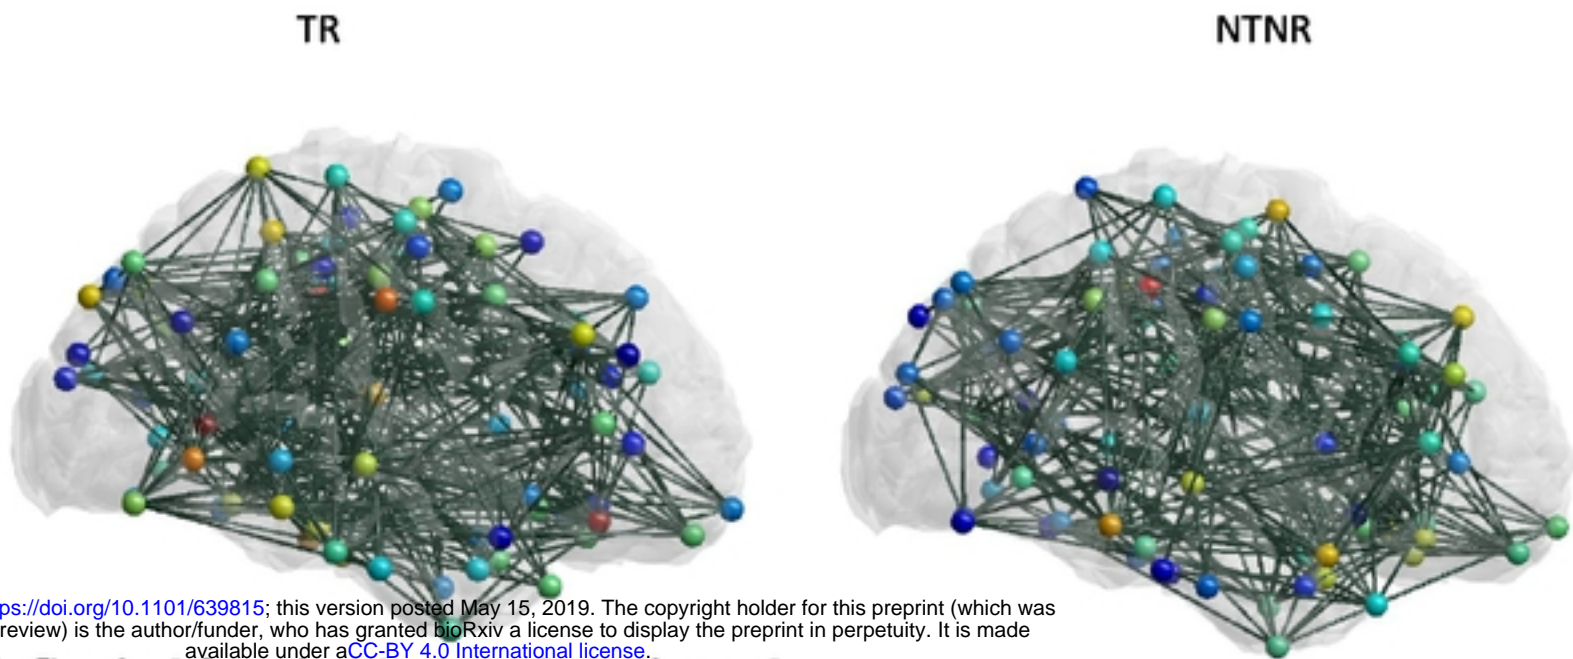 TR
NTNR
ps://doi.org/10.1101/639815; this version posted May 15, 2019. The copyright holder for this preprint (which was
review) is the author/funder, who has granted bioRxiv a license to display the preprint in perpetuity. It is made
available under aCC-BY 4.0 International license.